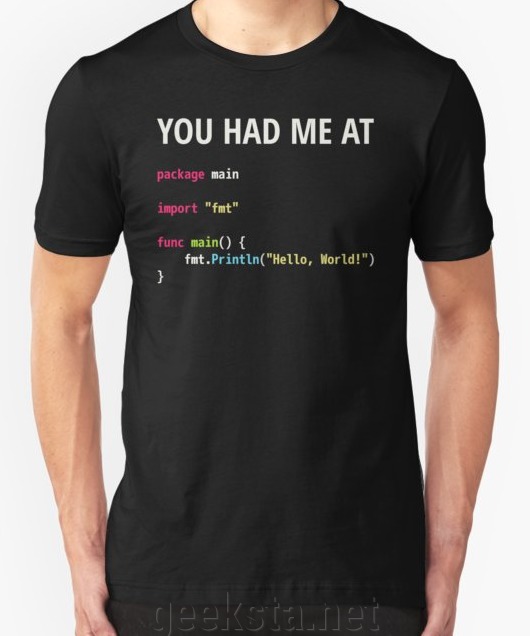 YOU HAD ME AT
package main
import "fmt"
func main() {
    fmt.Println("Hello, World!")
}
geeksta.net